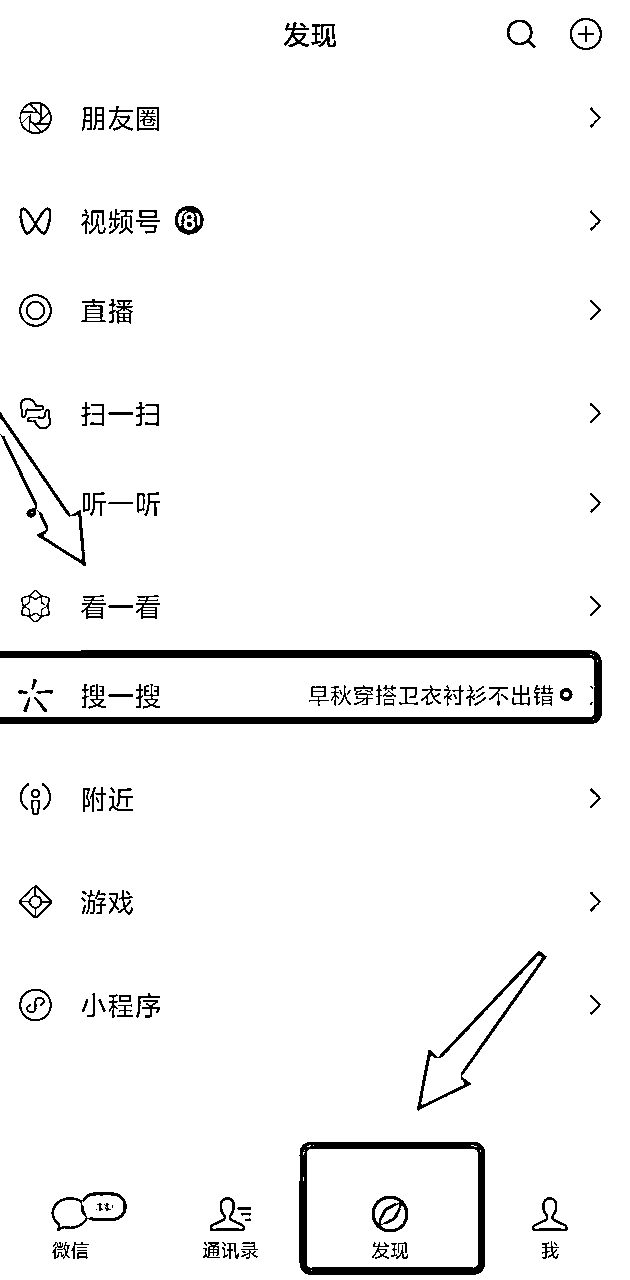 发现
朋友圈
视频号
直播
扫一扫
听一听
看一看
搜一搜 早秋穿搭卫衣衬衫不出错
附近
游戏
小程序
微信 通讯录 发现 我